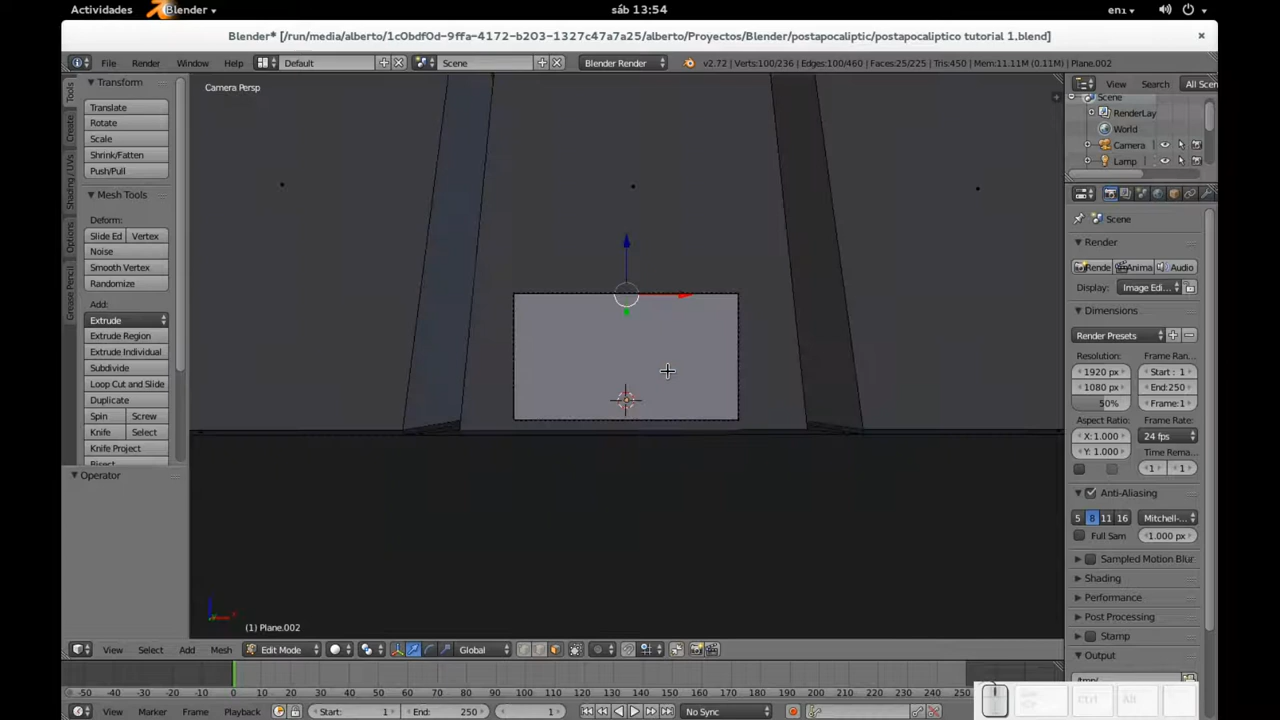 Actividades Blender sáb 13:54 en1
Blender* [/run/media/alberto/1c0bdf0d-9ffa-4172-b203-1327c47a7a25/alberto/Proyectos/Blender/postapocaliptic/postapocaliptico tutorial 1.blend]
File Render Window Help Default Scene Blender Render v2.72 | Verts:100/236 | Edges:100/460 | Faces:25/225 | Tris:450 | Mem:11.11M (0.11M) | Plane.002
Tools
Create
Shading / UVs
Options
Grease Pencil
Transform
Translate
Rotate
Scale
Shrink/Fatten
Push/Pull
Mesh Tools
Deform:
Slide Ed Vertex
Noise
Smooth Vertex
Randomize
Add:
Extrude
Extrude Region
Extrude Individual
Subdivide
Loop Cut and Slide
Duplicate
Spin Screw
Knife Select
Knife Project
Bisect
Operator
Camera Persp
(1) Plane.002
View Search All Scen
Scene
RenderLay
World
Camera
Lamp
Scene
Render
Rende Anima Audio
Display: Image Edi...
Dimensions
Render Presets
Resolution: Frame Ran...
1920 px Start : 1
1080 px End:250
50% Frame:1
Aspect Ratio: Frame Rate:
X: 1.000 24 fps
Y: 1.000 Time Rema...
1 1
Anti-Aliasing
5 8 11 16 Mitchell-...
Full Sam 1.000 px
Sampled Motion Blur
Shading
Performance
Post Processing
Stamp
Output
/tmp/
View Select Add Mesh Edit Mode Global
-50 -40 -30 -20 -10 0 10 20 30 40 50 60 70 80 90 100 110 120 130 140 150 160 170 180 190 200 210 220 230 240 250
View Marker Frame Playback Start: 1 End: 250 1 No Sync
Ctrl Alt